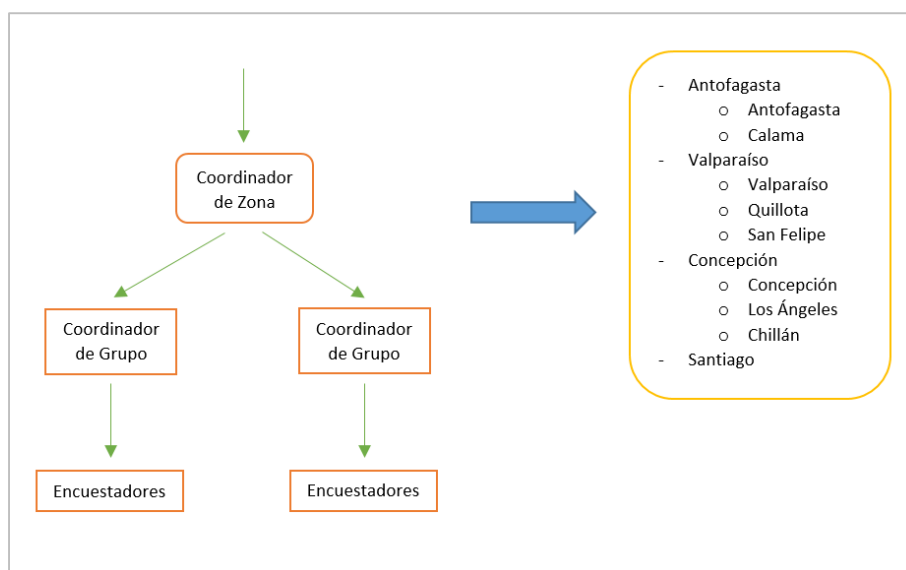 Coordinador
de Zona
Coordinador
de Grupo
Coordinador
de Grupo
Encuestadores
Encuestadores
- Antofagasta
o Antofagasta
o Calama
- Valparaíso
o Valparaíso
o Quillota
o San Felipe
- Concepción
o Concepción
o Los Ángeles
o Chillán
- Santiago